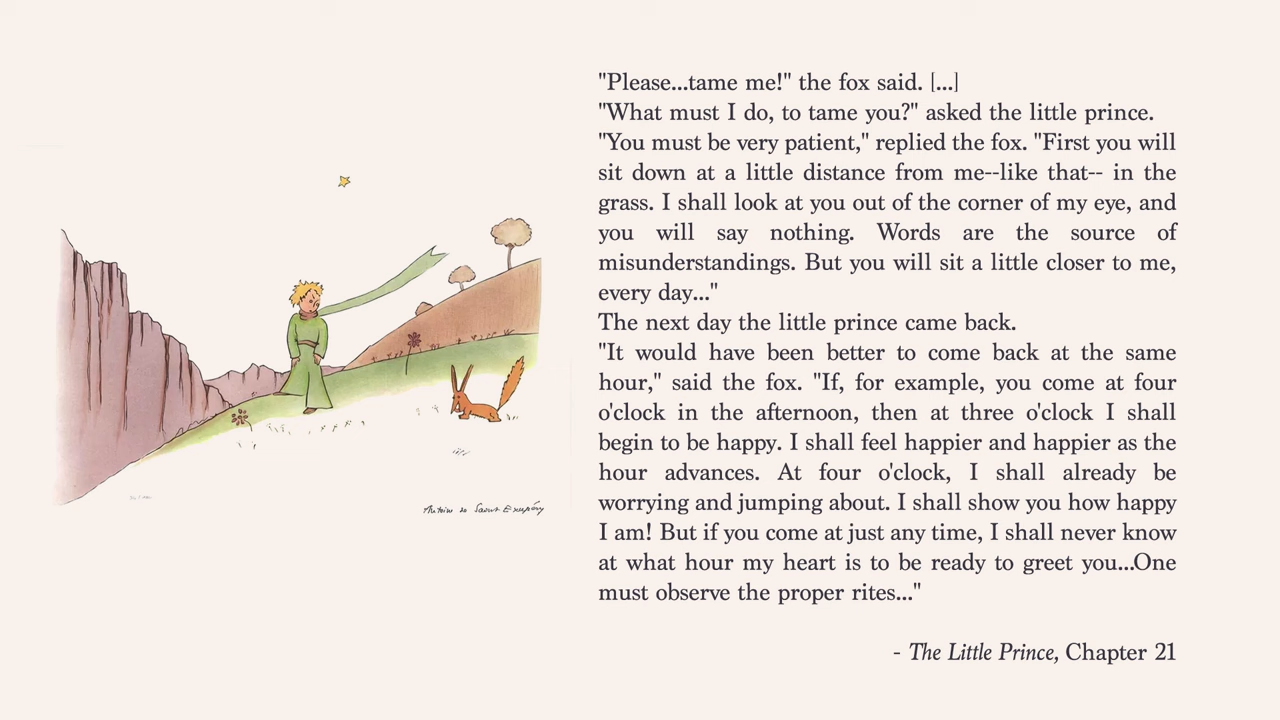 "Please...tame me!" the fox said. [...]
"What must I do, to tame you?" asked the little prince.
"You must be very patient," replied the fox. "First you will
sit down at a little distance from me--like that-- in the
grass. I shall look at you out of the corner of my eye, and
you will say nothing. Words are the source of
misunderstandings. But you will sit a little closer to me,
every day..."
The next day the little prince came back.
"It would have been better to come back at the same
hour," said the fox. "If, for example, you come at four
o'clock in the afternoon, then at three o'clock I shall
begin to be happy. I shall feel happier and happier as the
hour advances. At four o'clock, I shall already be
worrying and jumping about. I shall show you how happy
I am! But if you come at just any time, I shall never know
at what hour my heart is to be ready to greet you...One
must observe the proper rites..."
- The Little Prince, Chapter 21
Antoine de Saint Exupéry